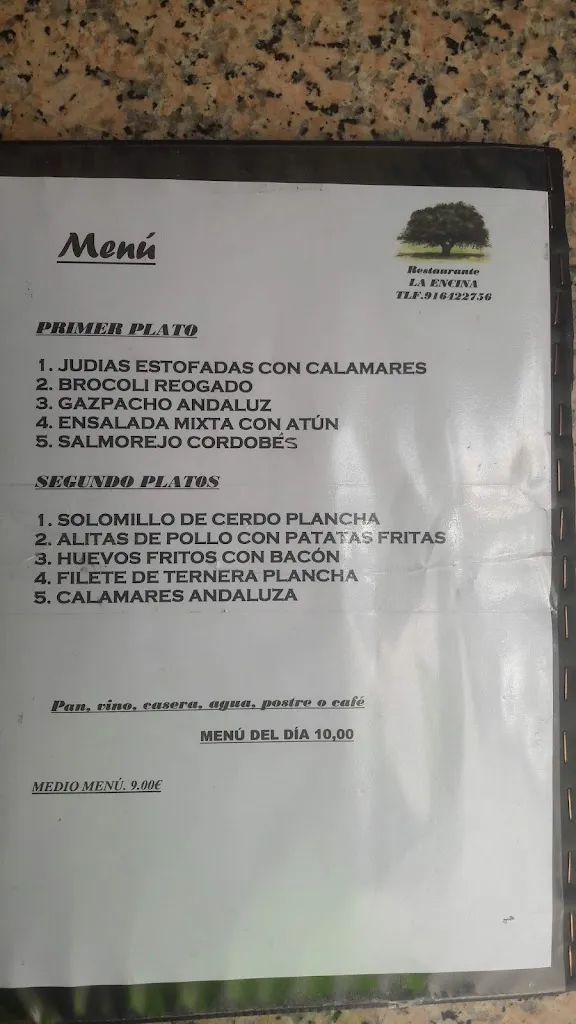 Menú
Restaurante
LA ENCINA
TLF.916422756
PRIMER PLATO
1. JUDIAS ESTOFADAS CON CALAMARES
2. BROCOLI REOGADO
3. GAZPACHO ANDALUZ
4. ENSALADA MIXTA CON ATÚN
5. SALMOREJO CORDOBÉS
SEGUNDO PLATOS
1. SOLOMILLO DE CERDO PLANCHA
2. ALITAS DE POLLO CON PATATAS FRITAS
3. HUEVOS FRITOS CON BACÓN
4. FILETE DE TERNERA PLANCHA
5. CALAMARES ANDALUZA
Pan, vino, casera, agua, postre o café
MENÚ DEL DÍA 10,00
MEDIO MENÚ. 9.00€